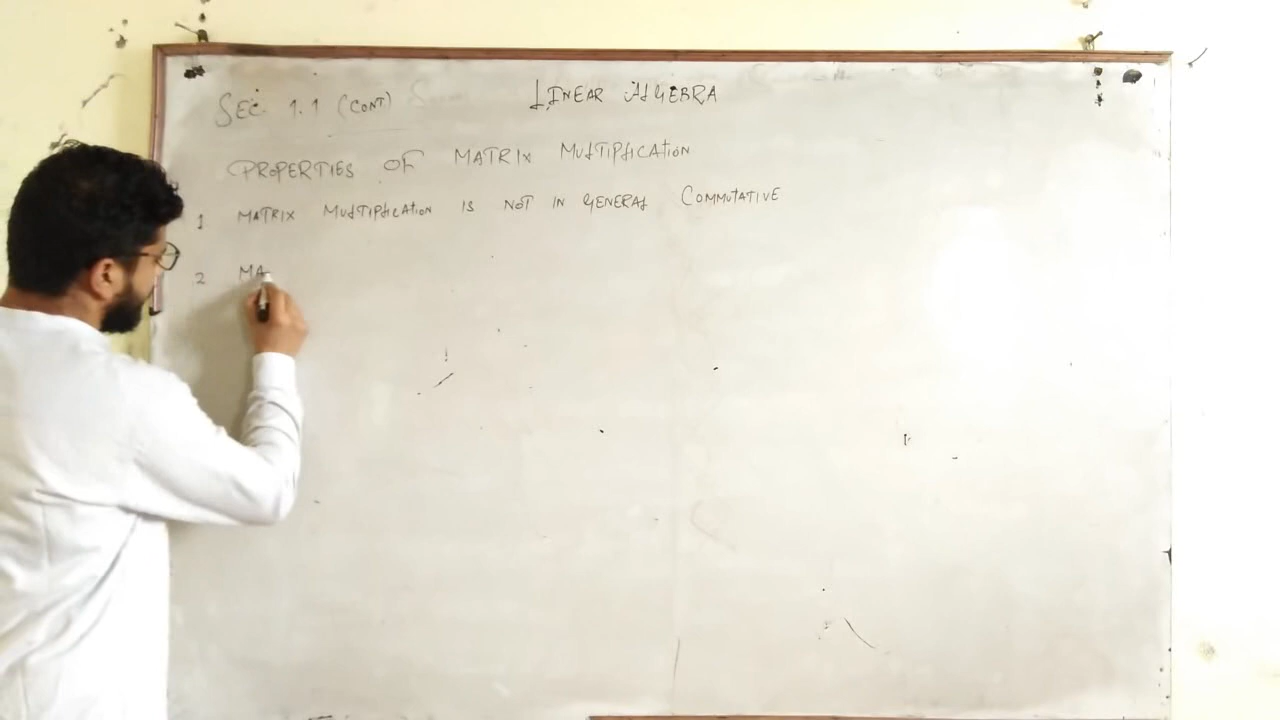 LINEAR ALGEBRA
SEC. 1.1 (CONT)
PROPERTIES OF MATRIX MULTIPLICATION
1 MATRIX MULTIPLICATION IS NOT IN GENERAL COMMUTATIVE
2 MA